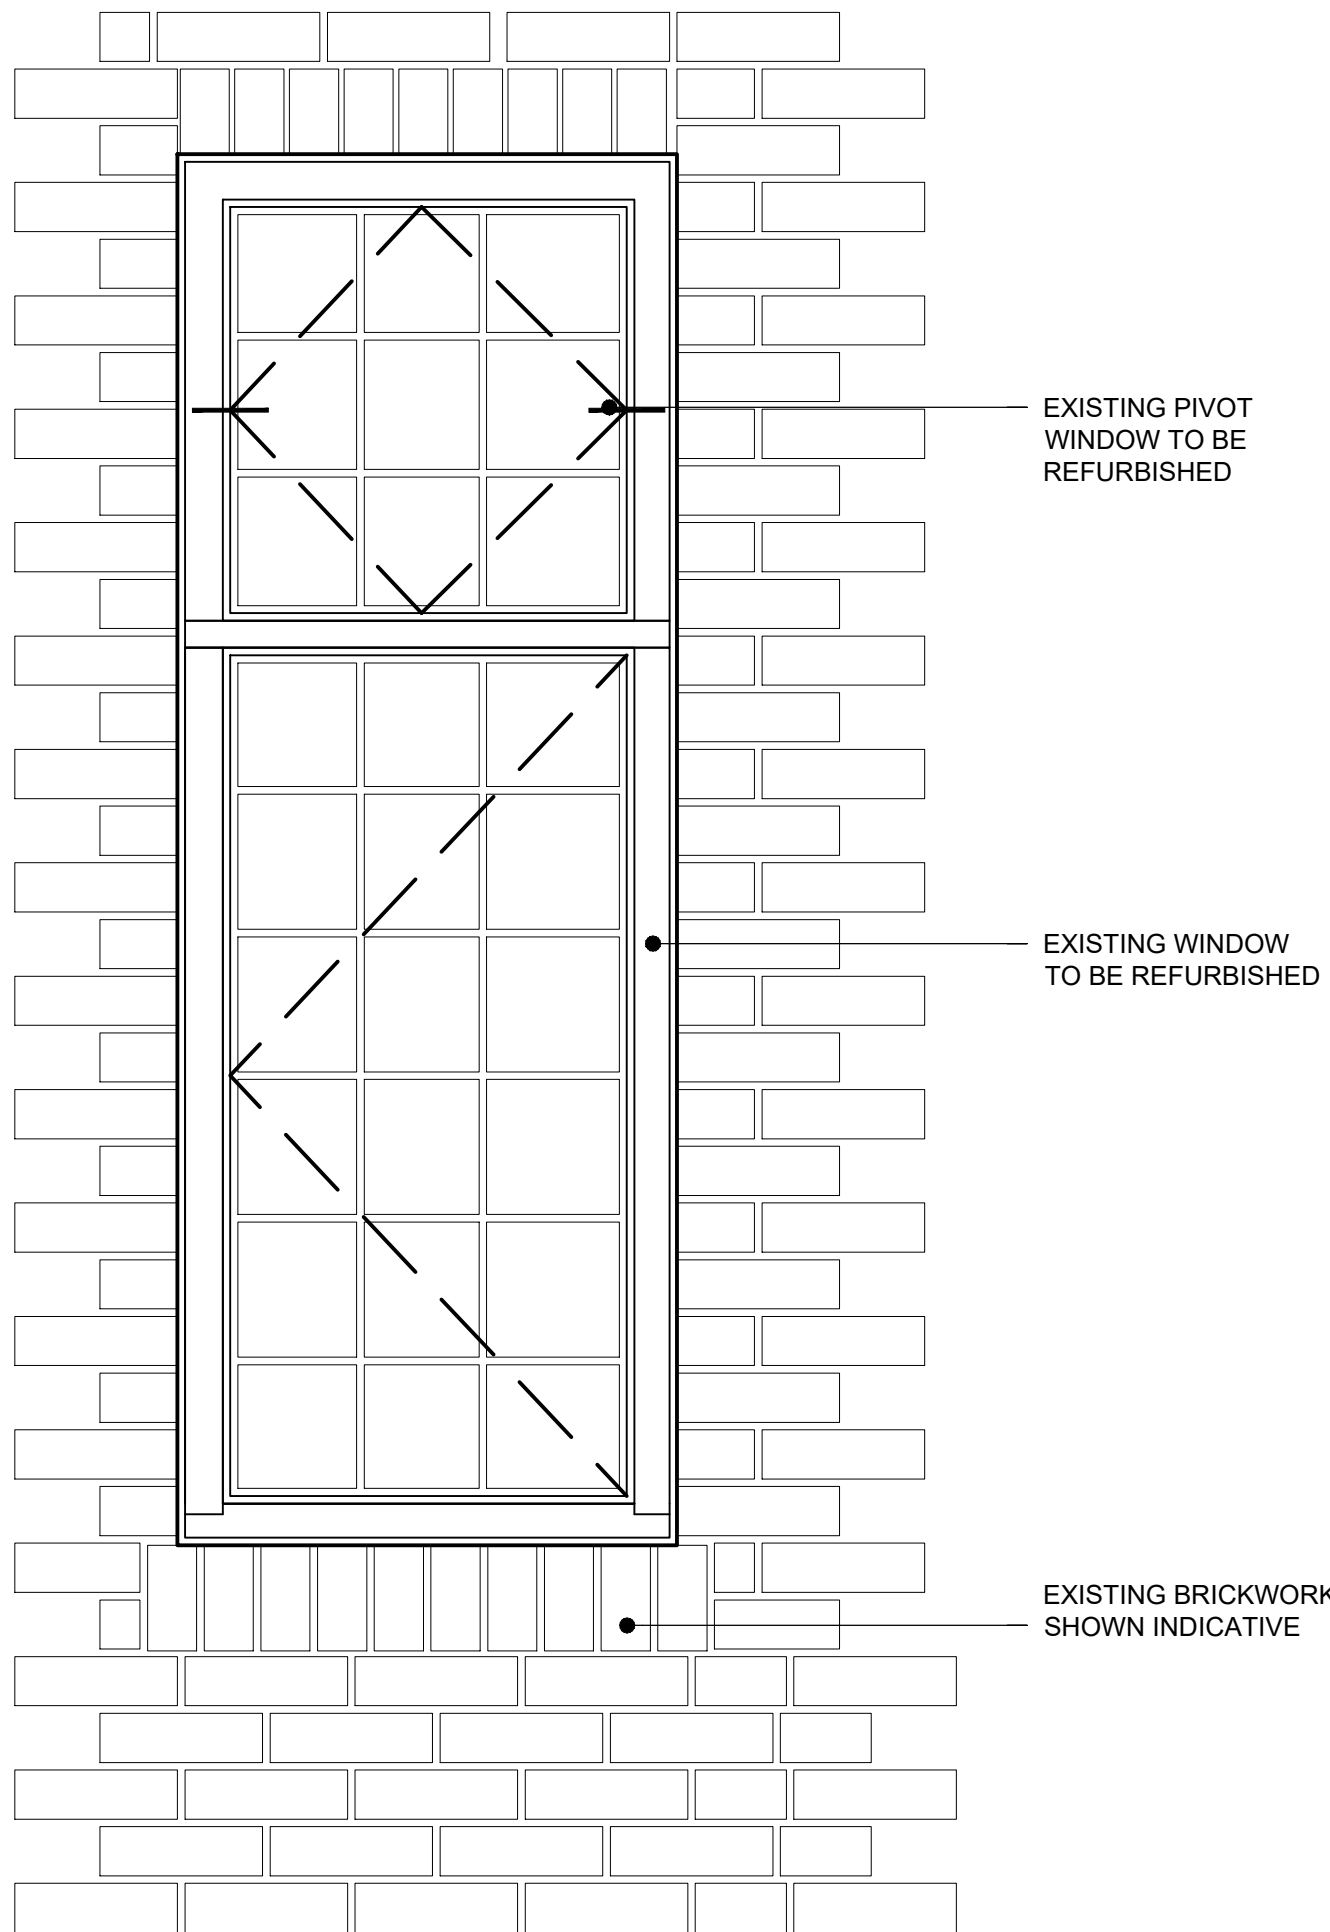 EXISTING PIVOT
WINDOW TO BE
REFURBISHED
EXISTING WINDOW
TO BE REFURBISHED
EXISTING BRICKWORK
SHOWN INDICATIVE